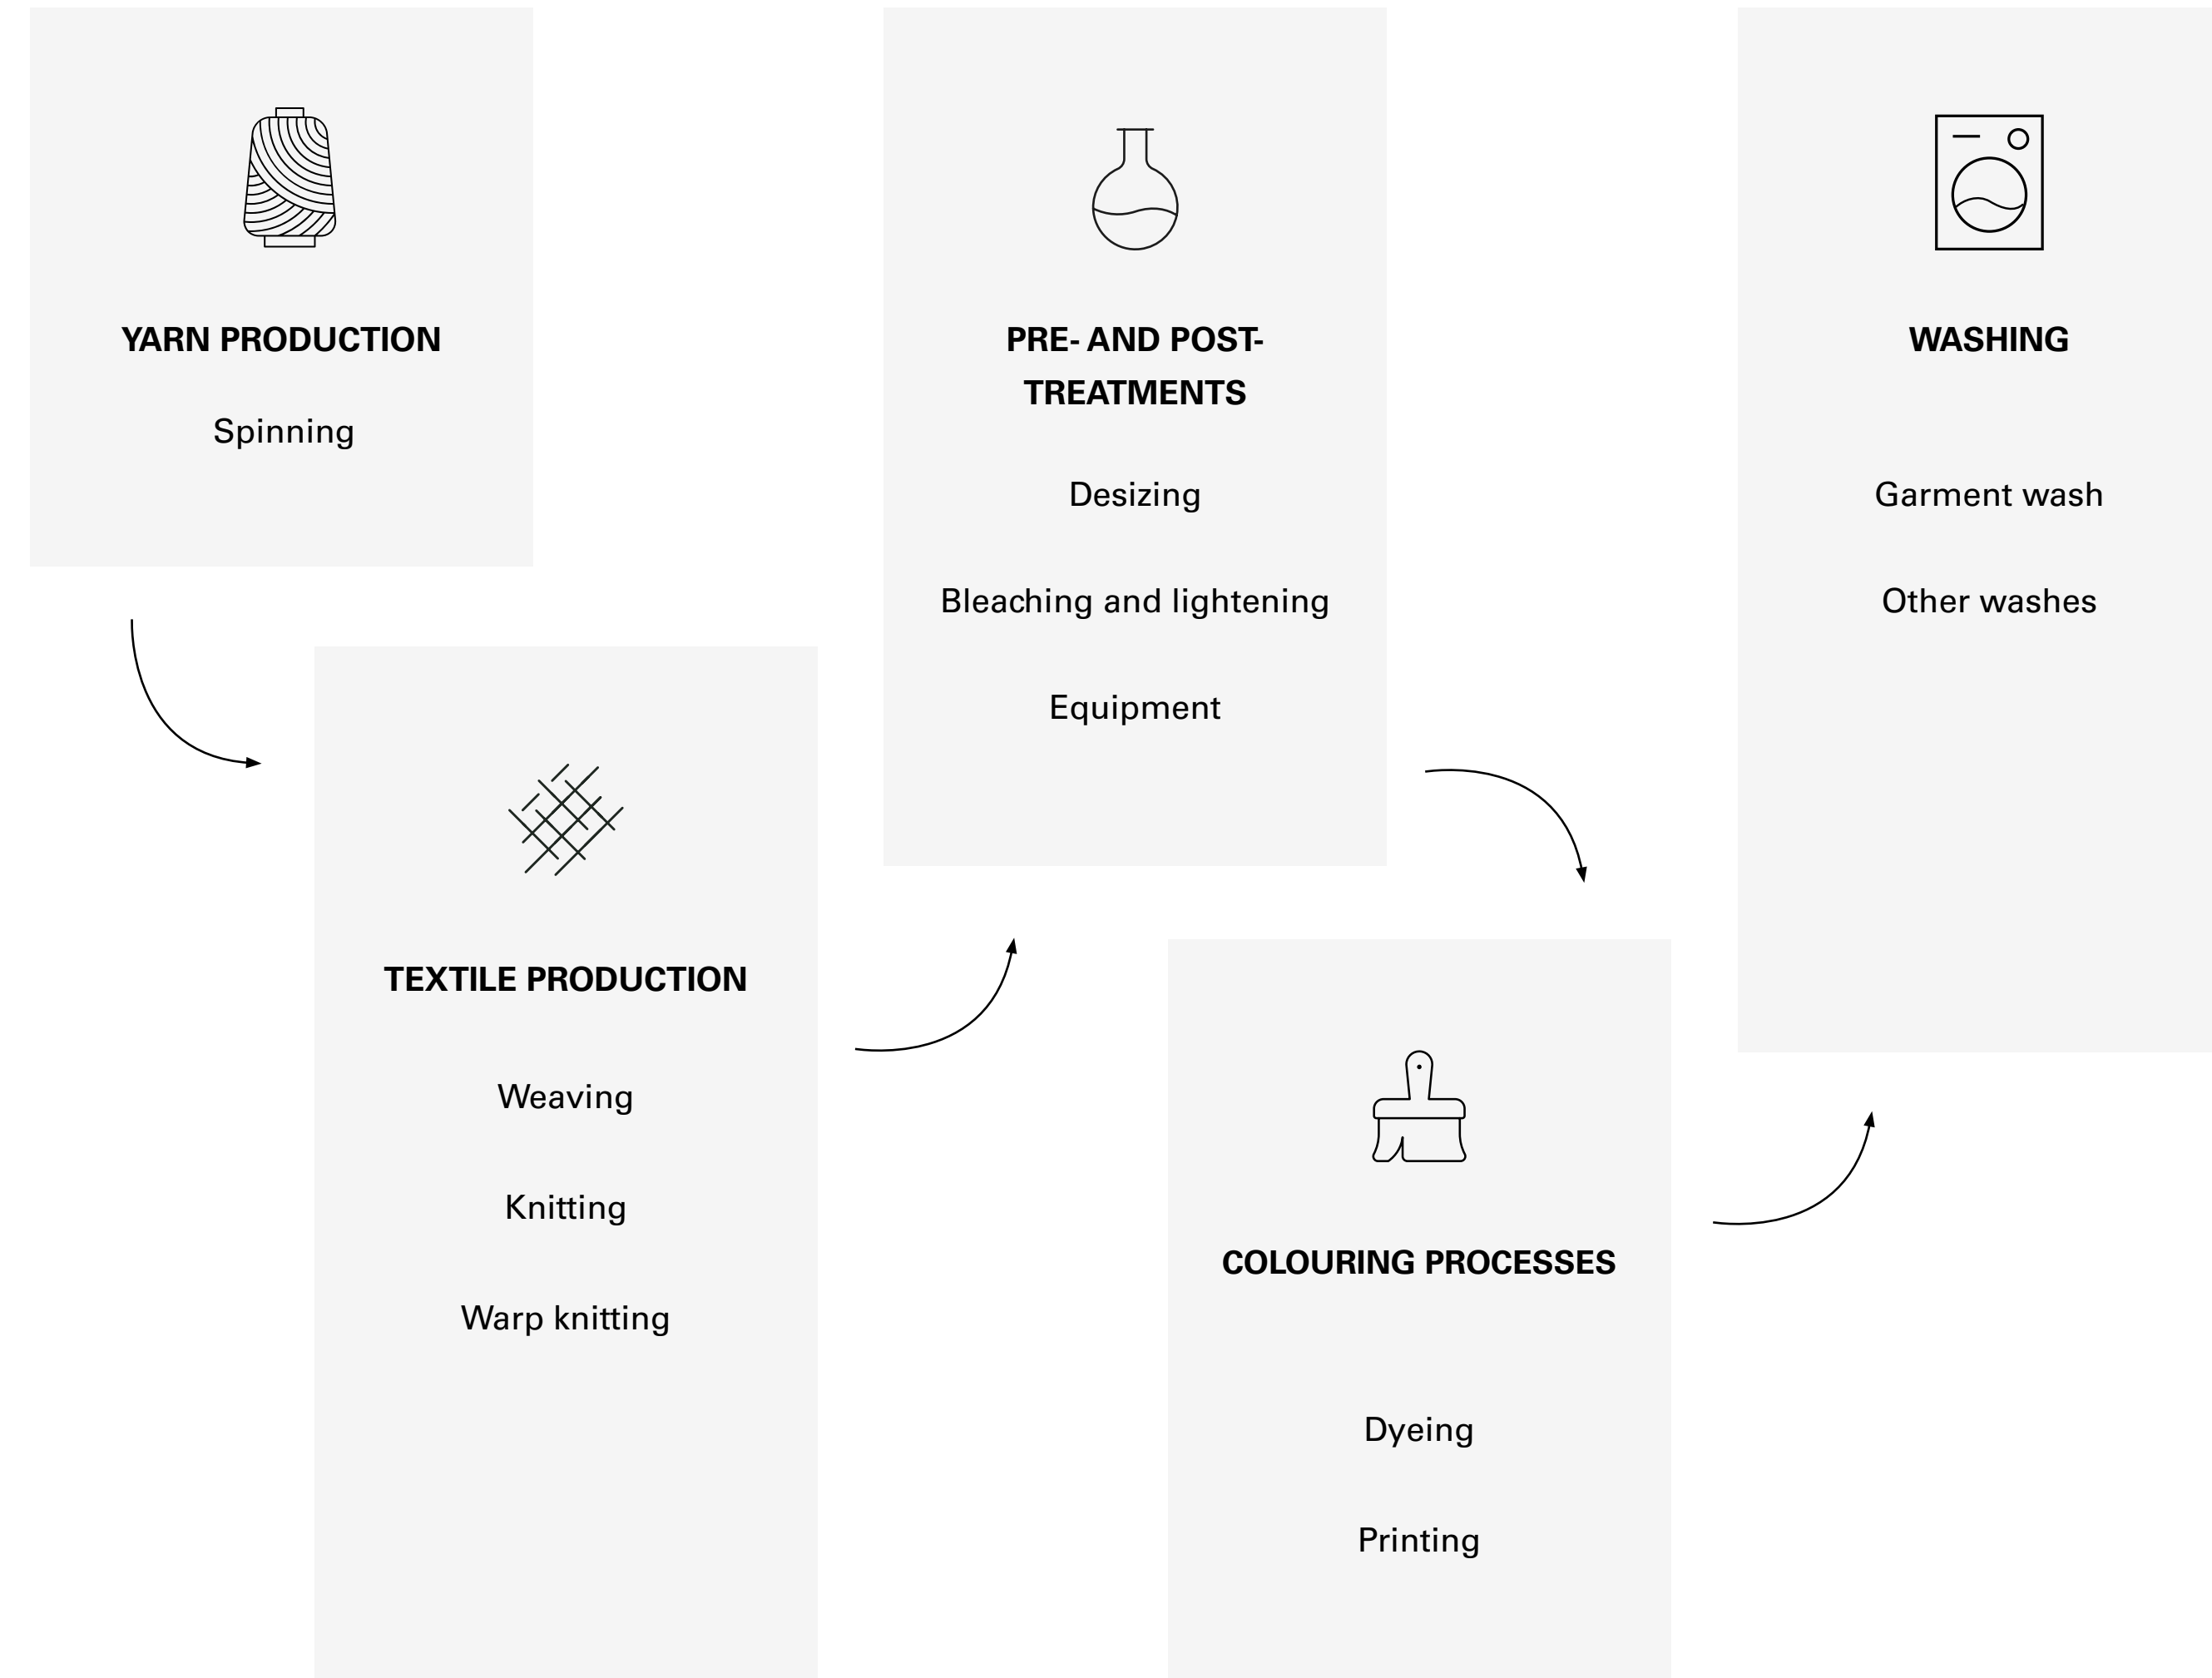 YARN PRODUCTION
Spinning
TEXTILE PRODUCTION
Weaving
Knitting
Warp knitting
PRE- AND POST-
TREATMENTS
Desizing
Bleaching and lightening
Equipment
COLOURING PROCESSES
Dyeing
Printing
WASHING
Garment wash
Other washes